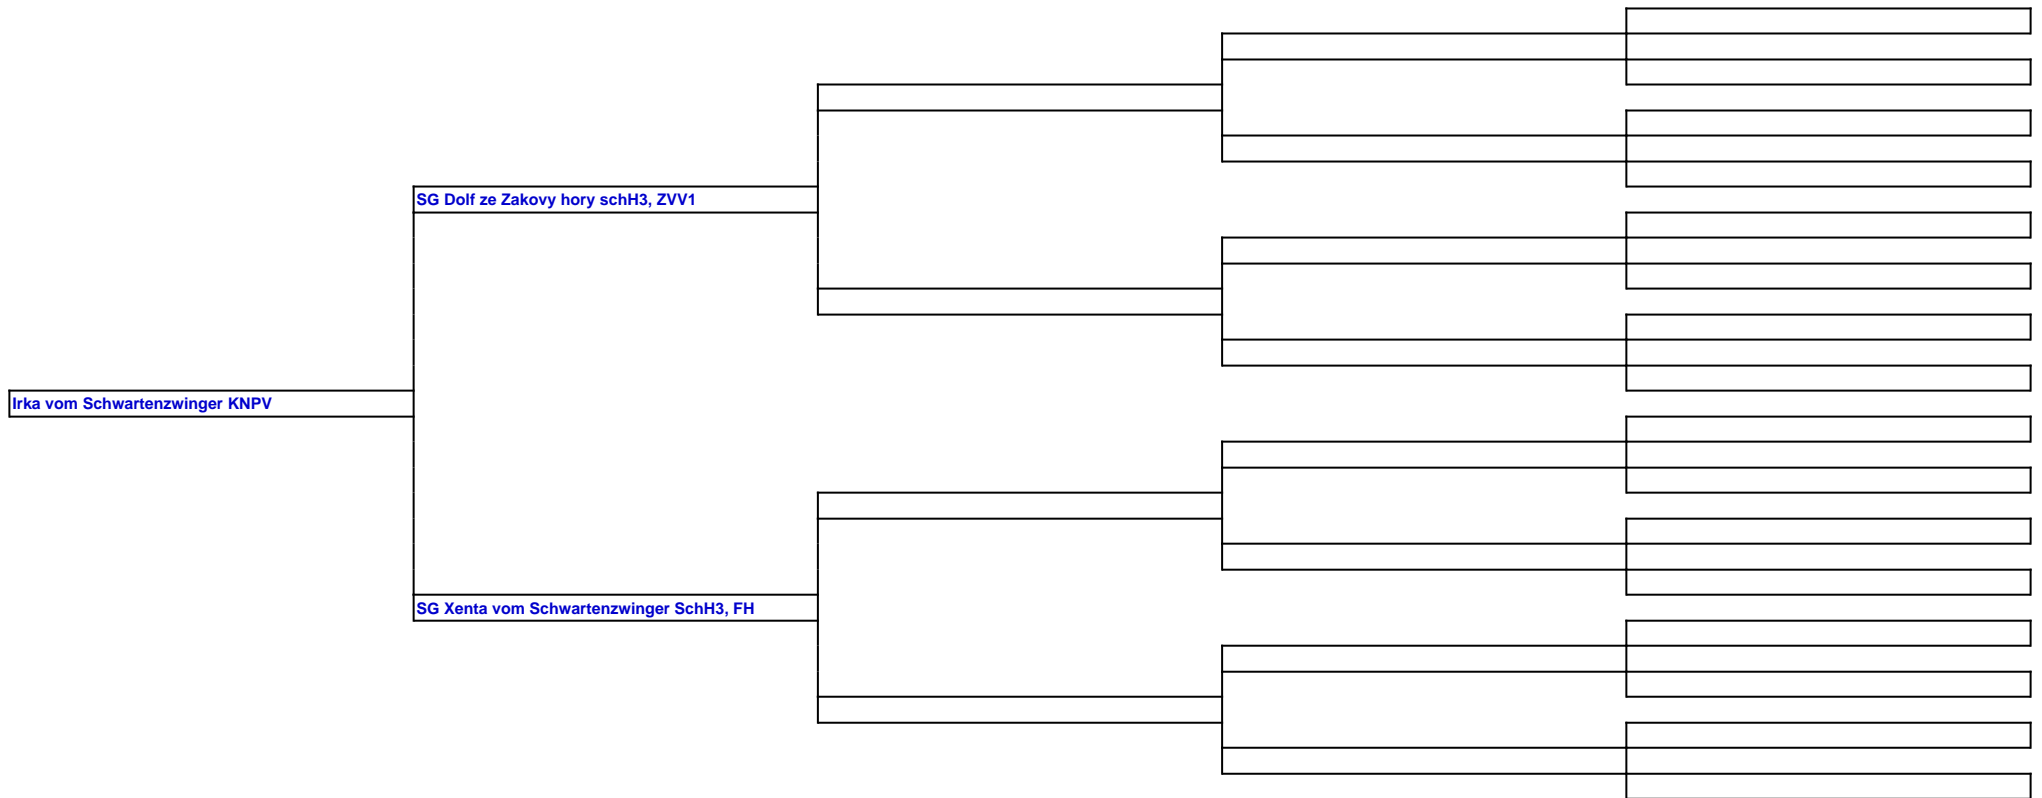 SG Dolf ze Zakovy hory schH3, ZVV1
Irka vom Schwartenzwinger KNPV
SG Xenta vom Schwartenzwinger SchH3, FH